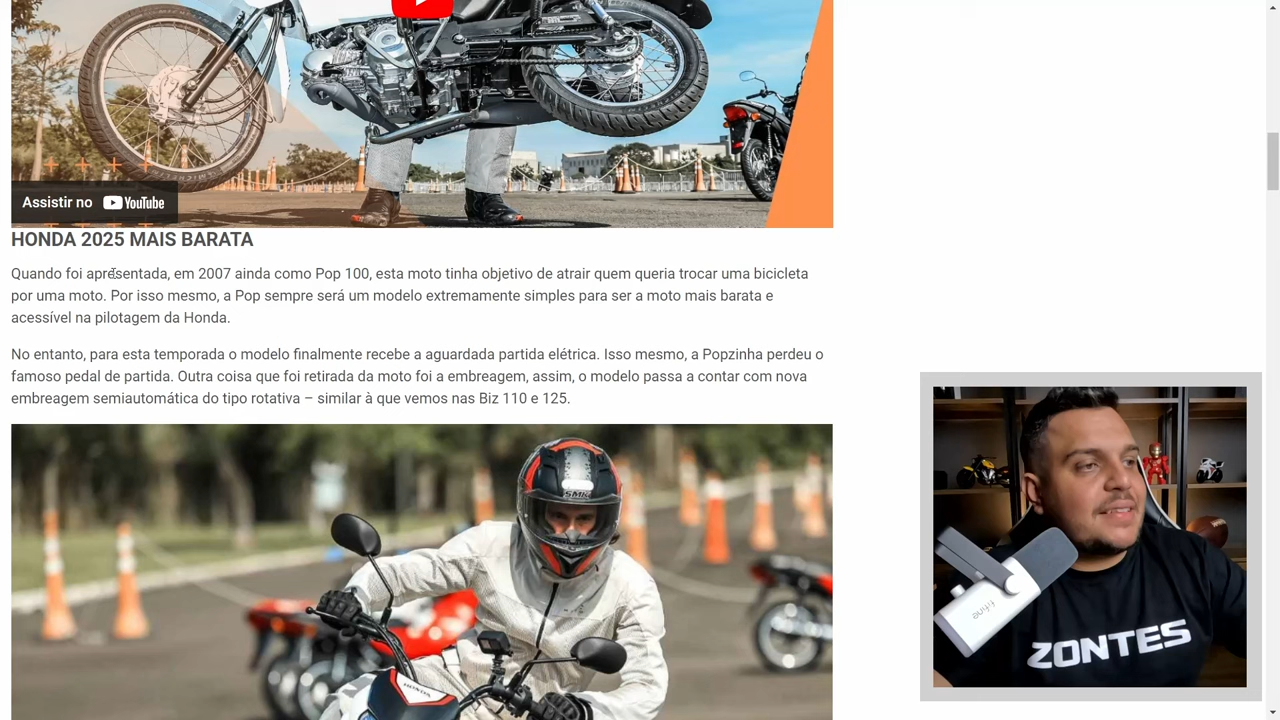 Assistir no YouTube
HONDA 2025 MAIS BARATA
Quando foi apresentada, em 2007 ainda como Pop 100, esta moto tinha objetivo de atrair quem queria trocar uma bicicleta
por uma moto. Por isso mesmo, a Pop sempre será um modelo extremamente simples para ser a moto mais barata e
acessível na pilotagem da Honda.
No entanto, para esta temporada o modelo finalmente recebe a aguardada partida elétrica. Isso mesmo, a Popzinha perdeu o
famoso pedal de partida. Outra coisa que foi retirada da moto foi a embreagem, assim, o modelo passa a contar com nova
embreagem semiautomática do tipo rotativa – similar à que vemos nas Biz 110 e 125.
HONDA
fifine
ZONTES